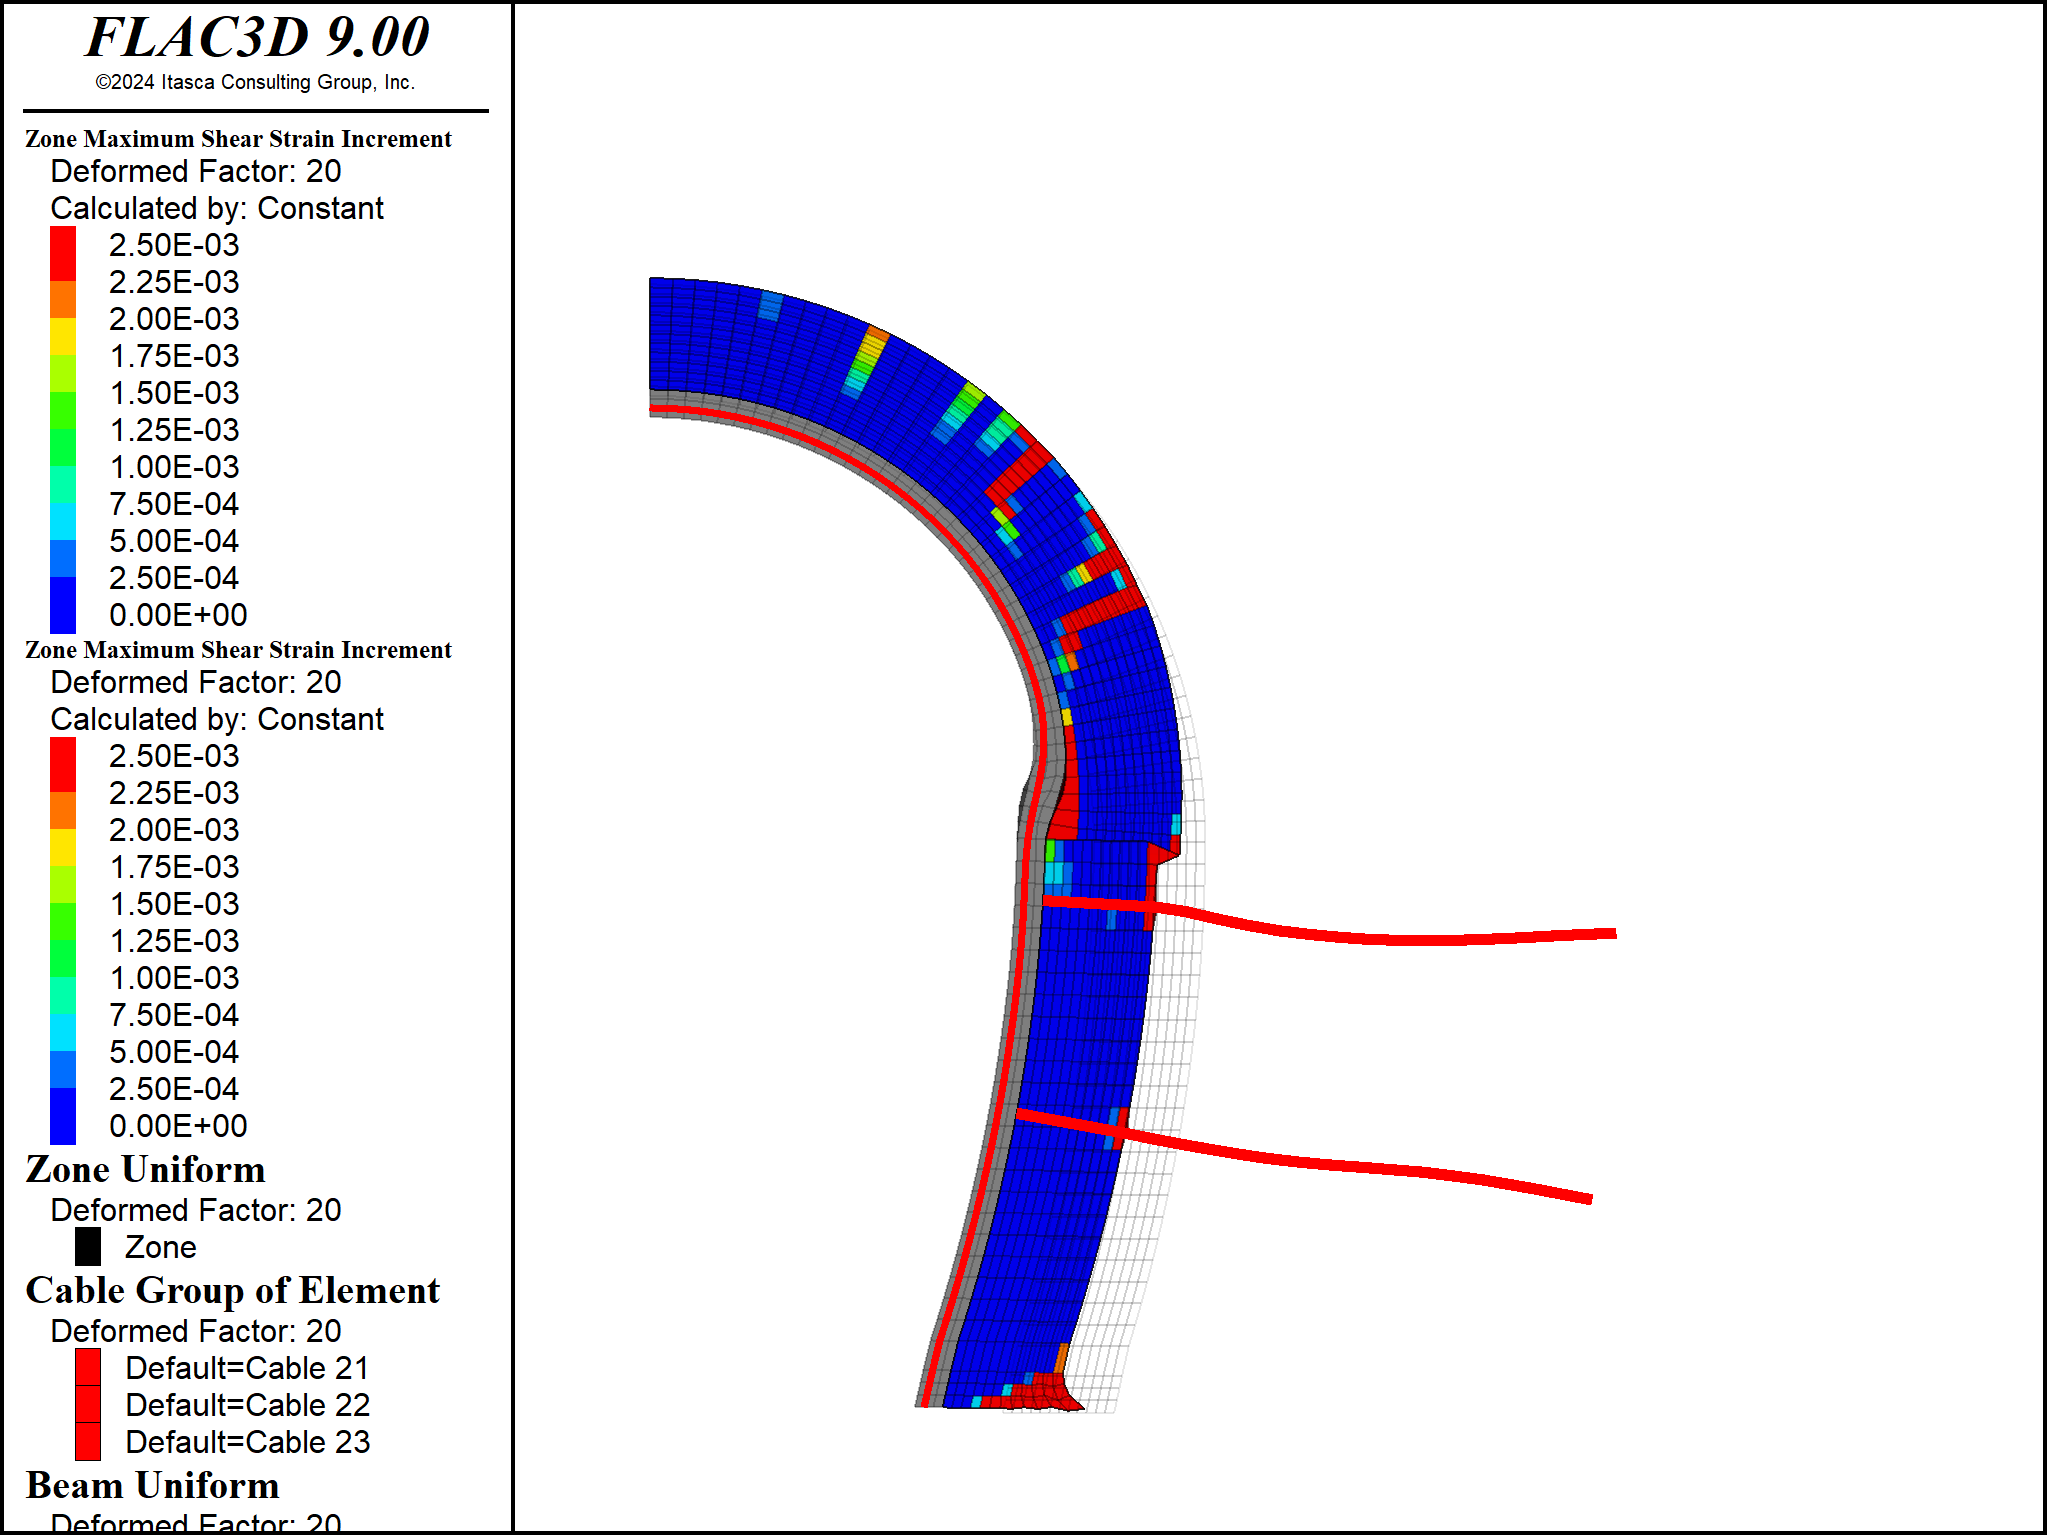 FLAC3D 9.00
©2024 Itasca Consulting Group, Inc.
Zone Maximum Shear Strain Increment
Deformed Factor: 20
Calculated by: Constant
2.50E-03
2.25E-03
2.00E-03
1.75E-03
1.50E-03
1.25E-03
1.00E-03
7.50E-04
5.00E-04
2.50E-04
0.00E+00
Zone Maximum Shear Strain Increment
Deformed Factor: 20
Calculated by: Constant
2.50E-03
2.25E-03
2.00E-03
1.75E-03
1.50E-03
1.25E-03
1.00E-03
7.50E-04
5.00E-04
2.50E-04
0.00E+00
Zone Uniform
Deformed Factor: 20
Zone
Cable Group of Element
Deformed Factor: 20
Default=Cable 21
Default=Cable 22
Default=Cable 23
Beam Uniform
Deformed Factor: 20